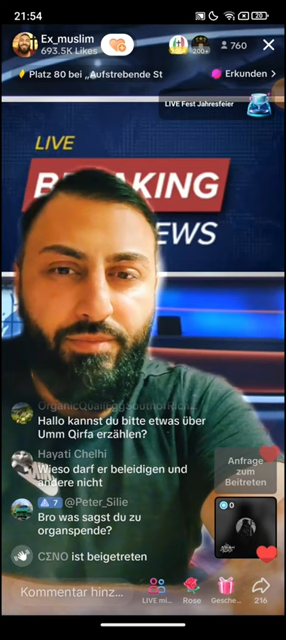 21:54
20
Ex_muslim
693.5K Likes
200+
760
Platz 80 bei „Aufstrebende St
Erkunden >
LIVE Fest Jahresfeier
LIVE
BREAKING
EWS
Hallo kannst du bitte etwas über
Umm Qirfa erzählen?
Hayati Chelhi
Wieso darf er beleidigen und
andere nicht
7 @Peter_Silie
Bro was sagst du zu
organspende?
CΣNO ist beigetreten
Anfrage
zum
Beitreten
0
Kommentar hinz...
LIVE mi...
Rose
Gesche...
216